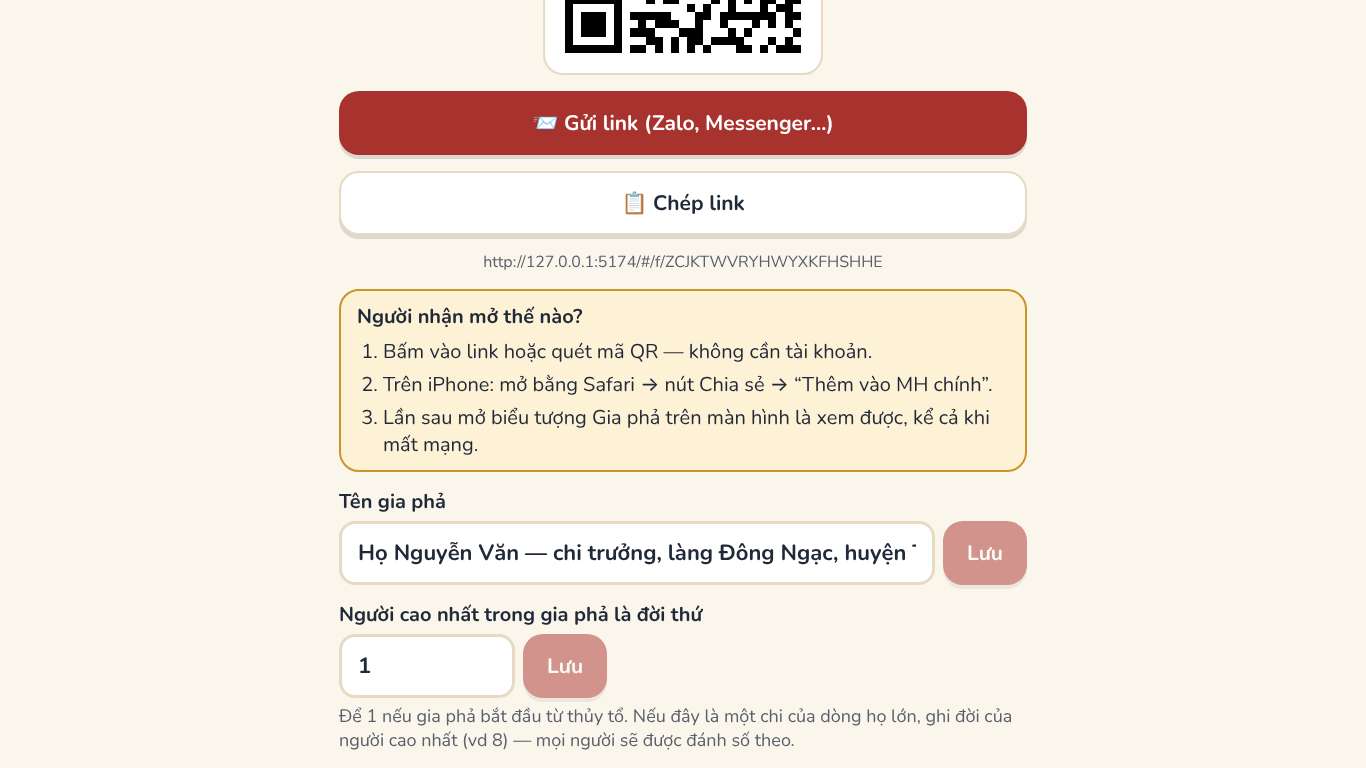 📨 Gửi link (Zalo, Messenger...)
📋 Chép link
http://127.0.0.1:5174/#/f/ZCJKTWVRYHWYXKFHSHHE
Người nhận mở thế nào?
1. Bấm vào link hoặc quét mã QR — không cần tài khoản.
2. Trên iPhone: mở bằng Safari → nút Chia sẻ → “Thêm vào MH chính”.
3. Lần sau mở biểu tượng Gia phả trên màn hình là xem được, kể cả khi
mất mạng.
Tên gia phả
Họ Nguyễn Văn — chi trưởng, làng Đông Ngạc, huyện
Lưu
Người cao nhất trong gia phả là đời thứ
1
Lưu
Để 1 nếu gia phả bắt đầu từ thủy tổ. Nếu đây là một chi của dòng họ lớn, ghi đời của
người cao nhất (vd 8) — mọi người sẽ được đánh số theo.